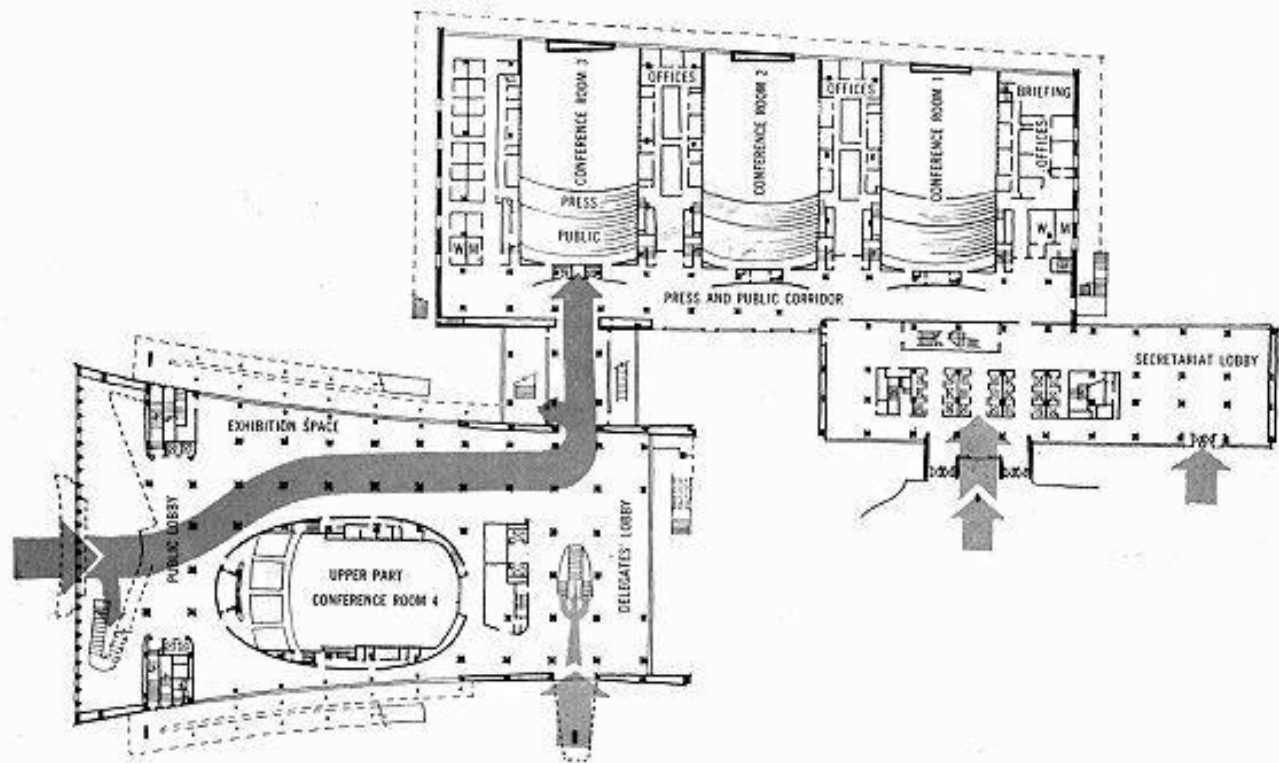 CONFERENCE ROOM 3
OFFICES
CONFERENCE ROOM 2
OFFICES
CONFERENCE ROOM 1
BRIEFING
OFFICES
PRESS
PUBLIC
W M
W M
PRESS AND PUBLIC CORRIDOR
SECRETARIAT LOBBY
EXHIBITION SPACE
PUBLIC LOBBY
UPPER PART
CONFERENCE ROOM 4
DELEGATES' LOBBY